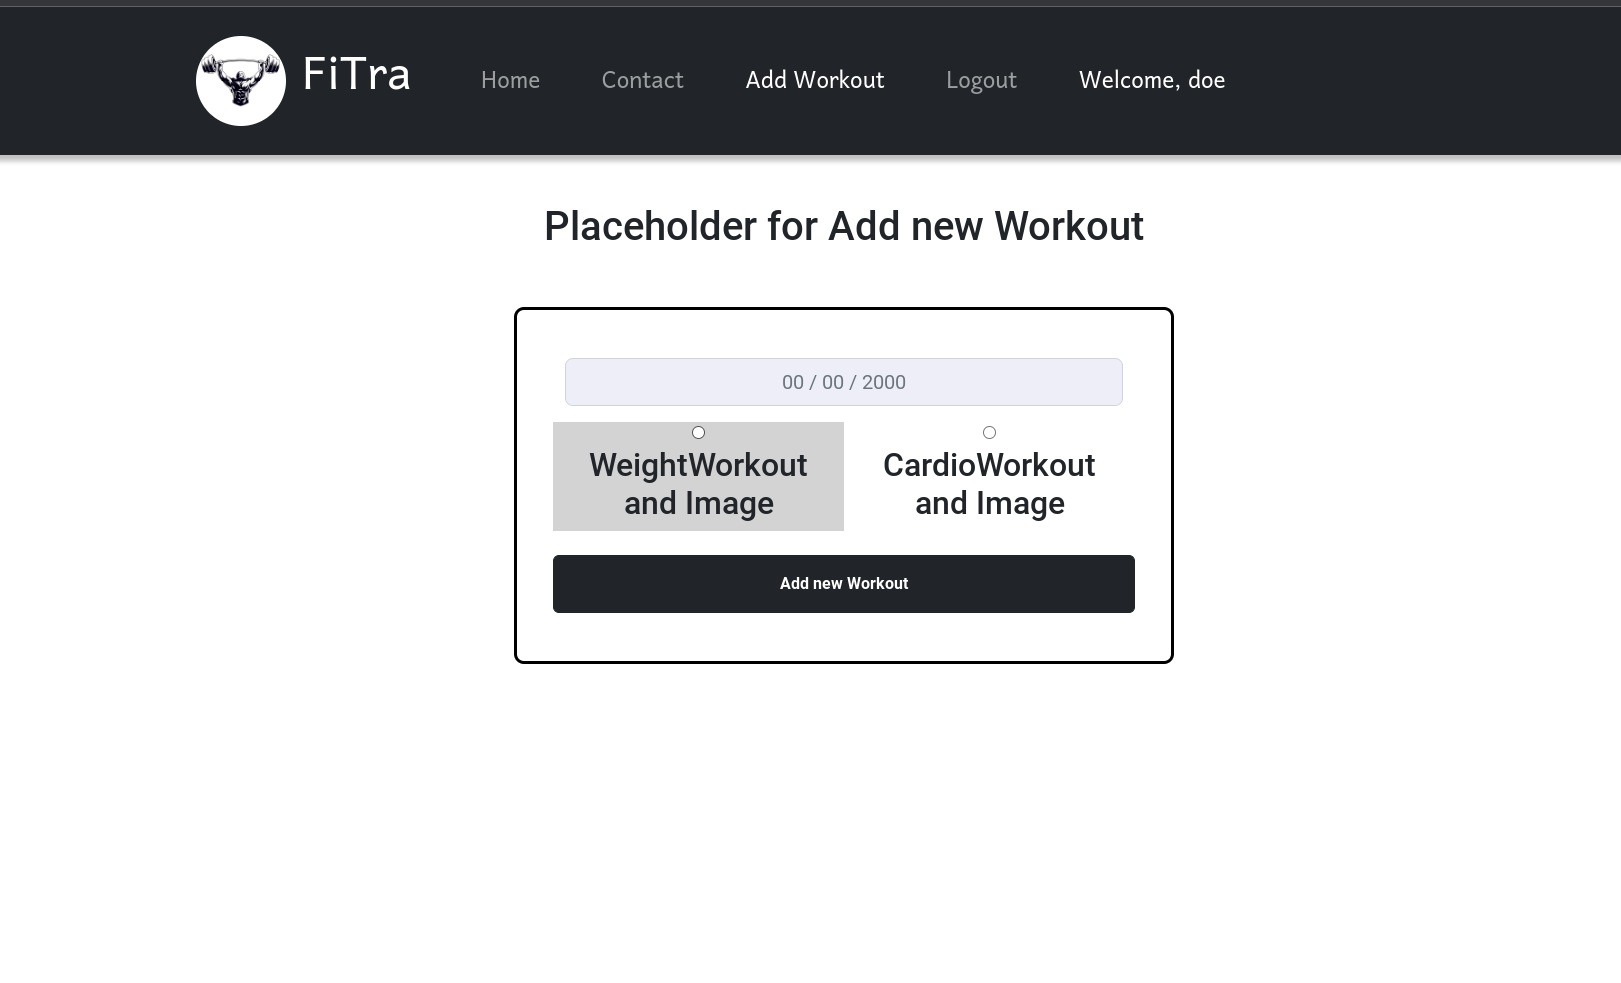 FiTra
Home
Contact
Add Workout
Logout
Welcome, doe
Placeholder for Add new Workout
00 / 00 / 2000
WeightWorkout
and Image
CardioWorkout
and Image
Add new Workout